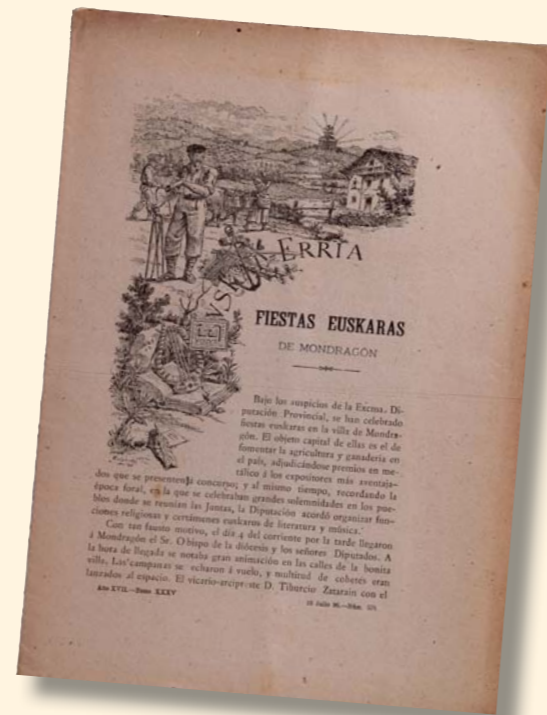 EUSKAL ERRIA
FIESTAS EUSKARAS
DE MONDRAGÓN
Bajo los auspicios de la Excma. Di-
putación Provincial, se han celebrado
fiestas euskaras en la villa de Mondra-
gón. El objeto capital de ellas es el de
fomentar la agricultura y ganadería en
el país, adjudicándose premios en me-
tálico á los expositores más aventaja-
dos que se presenten á concurso; y al mismo tiempo, recordando la
época foral, en la que se celebraban grandes solemnidades en los pue-
blos donde se reunían las Juntas, la Diputación acordó organizar fun-
ciones religiosas y certámenes euskaros de literatura y música.
Con tan fausto motivo, el día 4 del corriente por la tarde llegaron
á Mondragón el Sr. Obispo de la diócesis y los señores Diputados. A
la hora de llegada se notaba gran animación en las calles de la bonita
villa. Las campanas se echaron á vuelo, y multitud de cohetes eran
lanzados al espacio. El vicario-arcipreste D. Tiburcio Zatarain con el
Año XVII.—Tomo XXXV
10 Julio 96.—Núm.